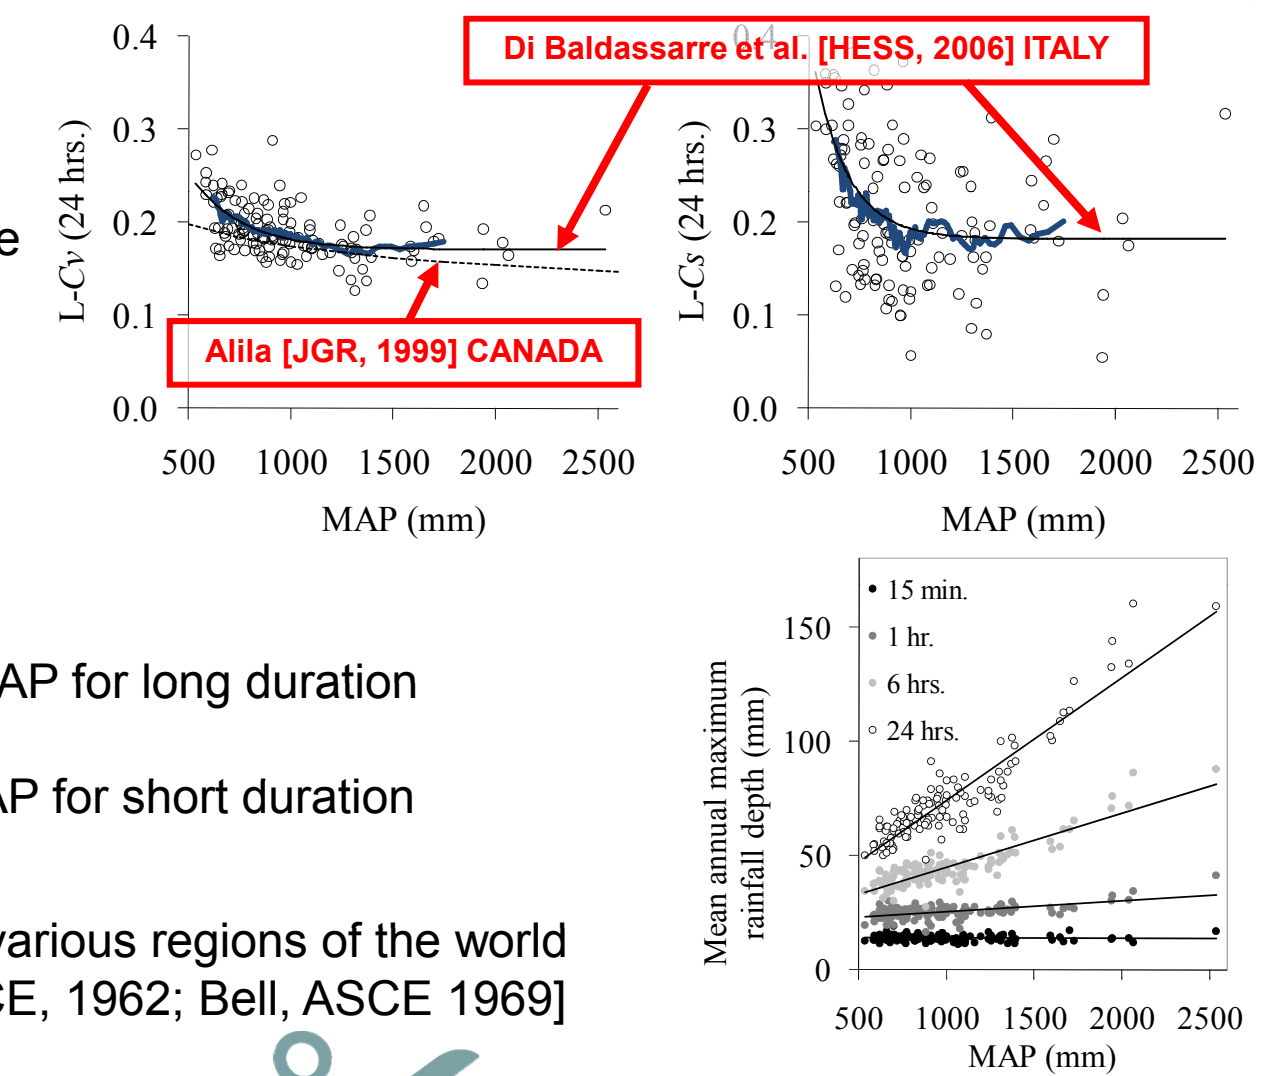 Di Baldassarre et al. [HESS, 2006] ITALY
0.4
0.3
0.2
0.1
0.0
L-Cv (24 hrs.)
500 1000 1500 2000 2500
MAP (mm)
Alila [JGR, 1999] CANADA
0.4
0.3
0.2
0.1
0.0
L-Cs (24 hrs.)
500 1000 1500 2000 2500
MAP (mm)
e
AP for long duration
AP for short duration
various regions of the world
CE, 1962; Bell, ASCE 1969]
15 min.
1 hr.
6 hrs.
24 hrs.
150
100
50
0
Mean annual maximum
rainfall depth (mm)
500 1000 1500 2000 2500
MAP (mm)